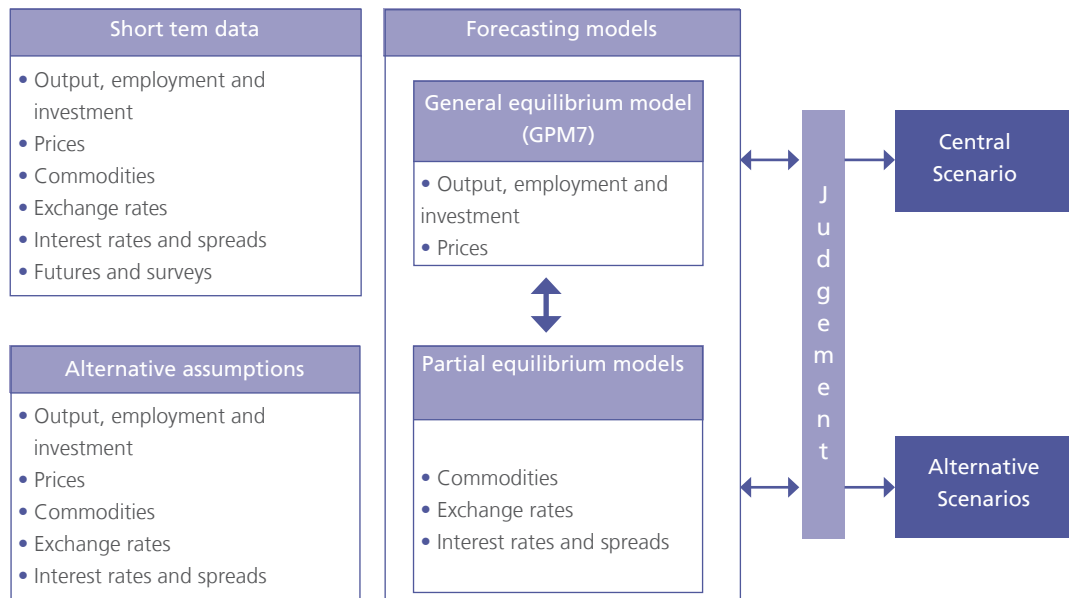 Short tem data
• Output, employment and
investment
• Prices
• Commodities
• Exchange rates
• Interest rates and spreads
• Futures and surveys
Alternative assumptions
• Output, employment and
investment
• Prices
• Commodities
• Exchange rates
• Interest rates and spreads
Forecasting models
General equilibrium model
(GPM7)
• Output, employment and
investment
• Prices
Partial equilibrium models
• Commodities
• Exchange rates
• Interest rates and spreads
Judgement
Central
Scenario
Alternative
Scenarios